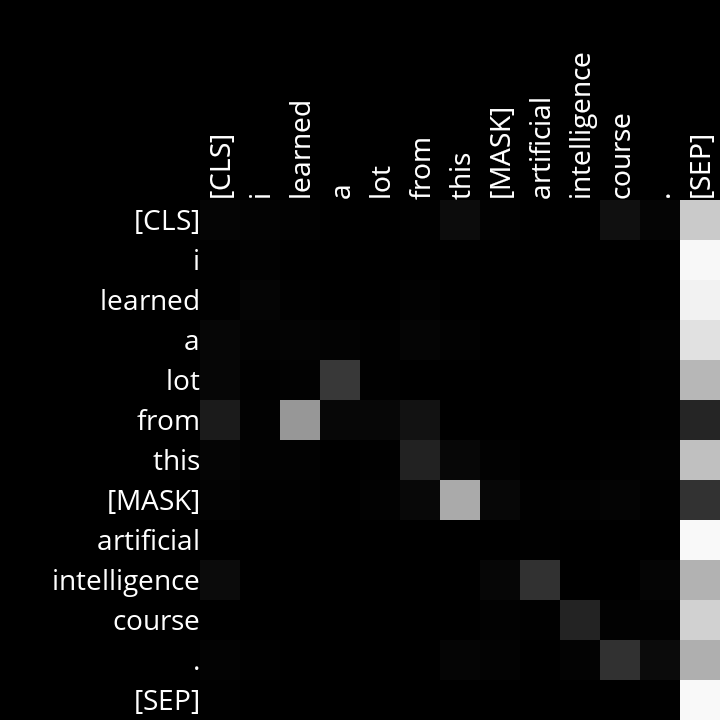 [CLS]
i
learned
a
lot
from
this
[MASK]
artificial
intelligence
course
.
[SEP]
[CLS]
i
learned
a
lot
from
this
[MASK]
artificial
intelligence
course
.
[SEP]